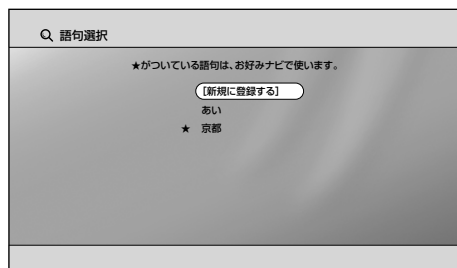 語句選択
★がついている語句は、お好みナビで使います。
[新規に登録する]
あい
★ 京都